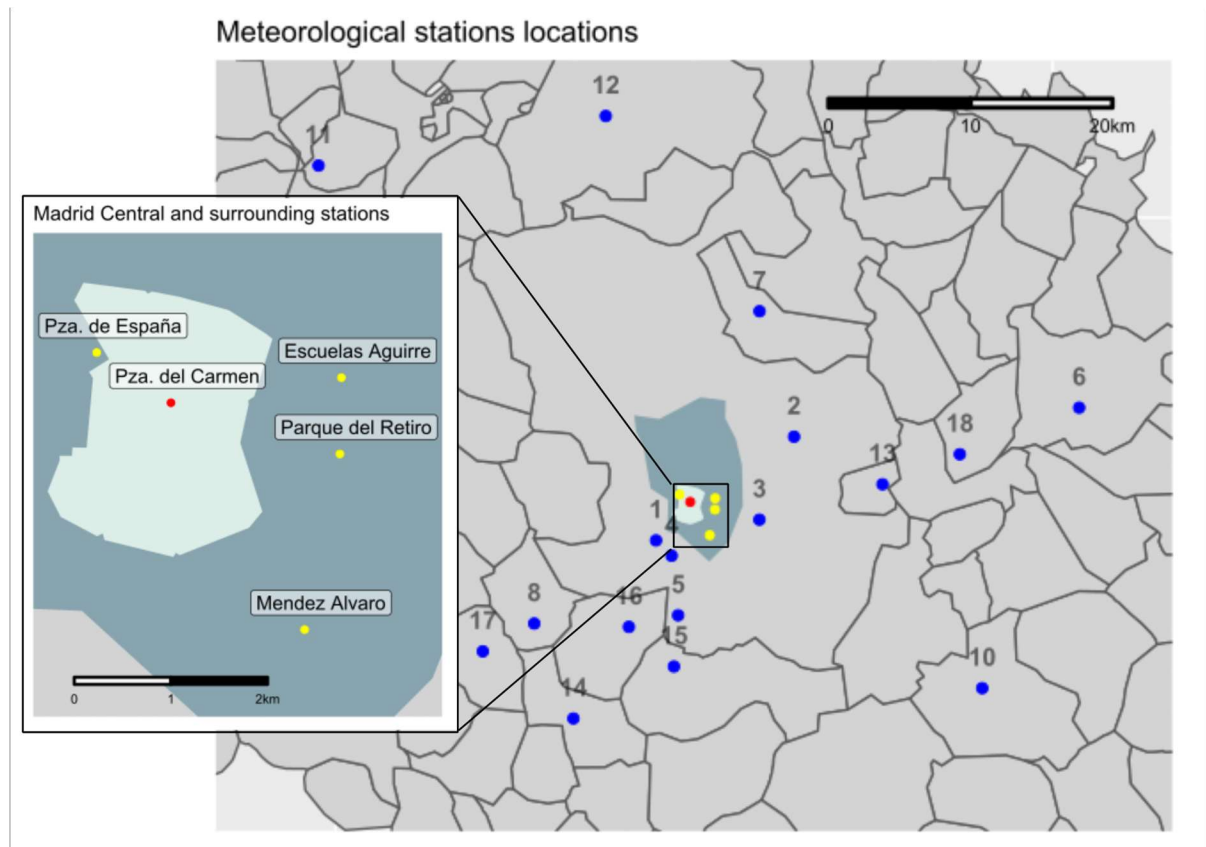 Meteorological stations locations
12
0 10 20km
11
Madrid Central and surrounding stations
Pza. de España
Escuelas Aguirre
Pza. del Carmen
Parque del Retiro
Mendez Alvaro
0 1 2km
7
6
2
18
13
3
1
4
5
8
16
17
15
10
14